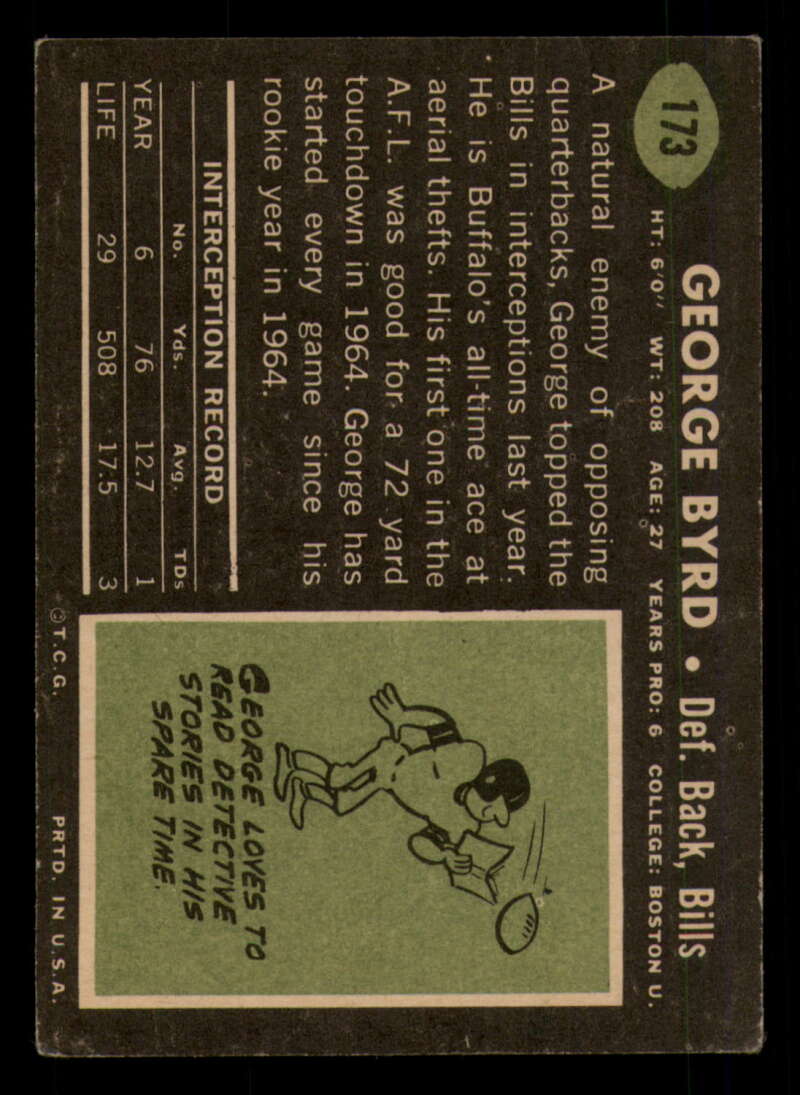 173
GEORGE BYRD • Def. Back, Bills
HT: 6'0" WT: 208 AGE: 27 YEARS PRO: 6 COLLEGE: BOSTON U.
A natural enemy of opposing
quarterbacks, George topped the
Bills in interceptions last year.
He is Buffalo's all-time ace at
aerial thefts. His first one in the
A.F.L. was good for a 72 yard
touchdown in 1964. George has
started every game since his
rookie year in 1964.
INTERCEPTION RECORD
No. Yds. Avg. TDs
YEAR 6 76 12.7 1
LIFE 29 508 17.5 3
GEORGE LOVES TO
READ DETECTIVE
STORIES IN HIS
SPARE TIME.
©T.C.G. PRTD. IN U.S.A.